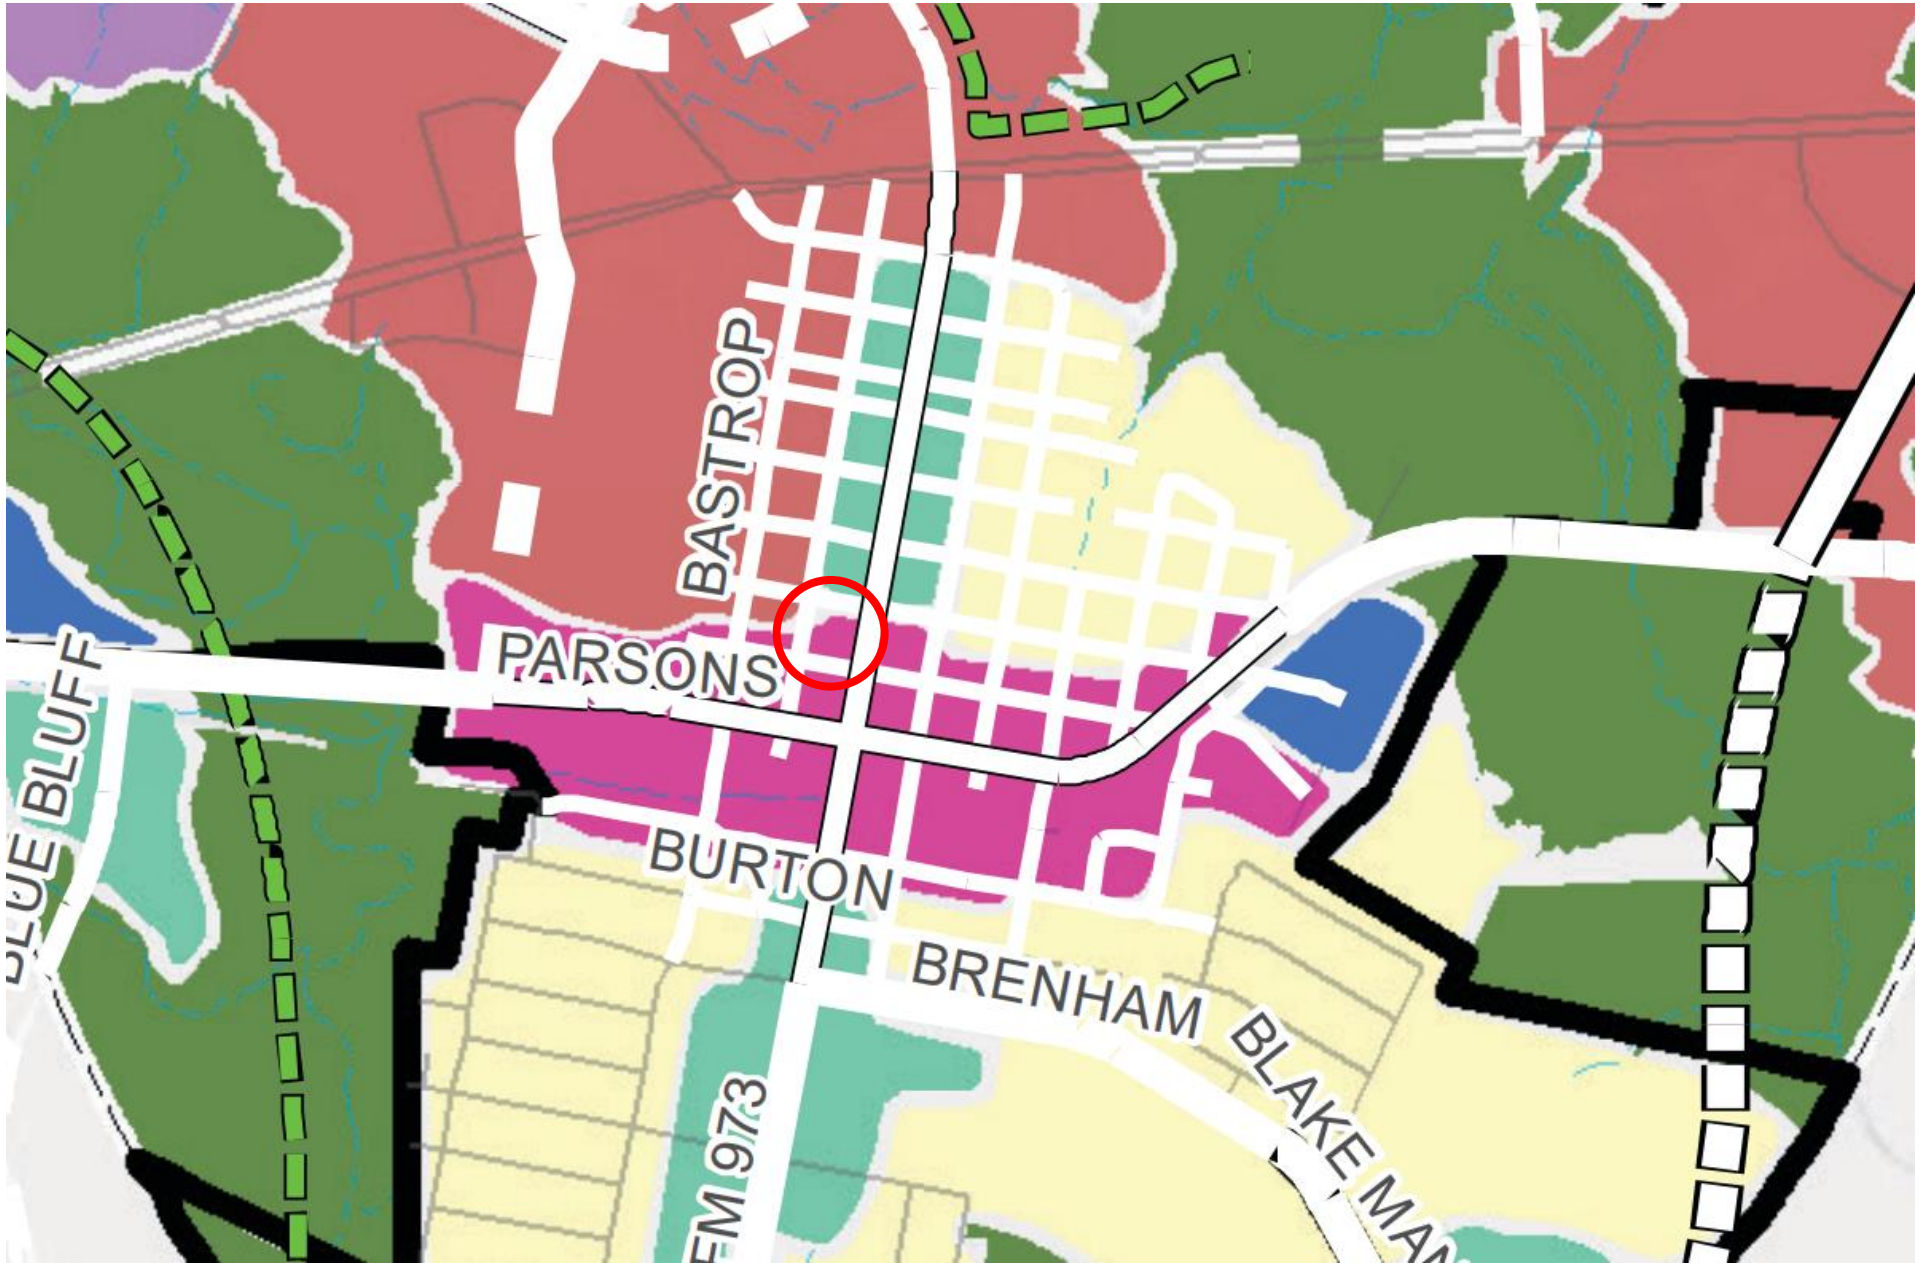 BASTROP
PARSONS
BLUE BLUFF
BURTON
BRENHAM
BLAKE MAN
FM 973